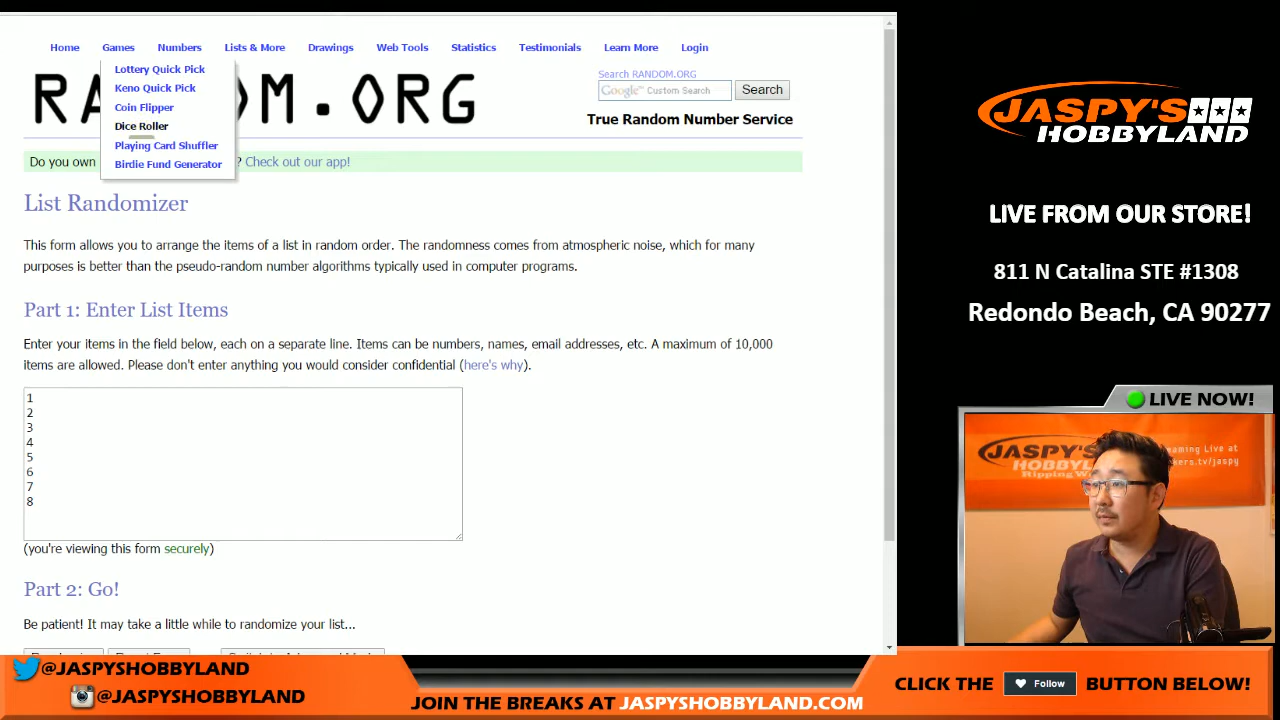 Home Games Numbers Lists & More Drawings Web Tools Statistics Testimonials Learn More Login
Lottery Quick Pick
Keno Quick Pick
Coin Flipper
Dice Roller
Playing Card Shuffler
Birdie Fund Generator
RA M.ORG
Search RANDOM.ORG
Google™ Custom Search
Search
True Random Number Service
Do you own ? Check out our app!
List Randomizer
This form allows you to arrange the items of a list in random order. The randomness comes from atmospheric noise, which for many
purposes is better than the pseudo-random number algorithms typically used in computer programs.
Part 1: Enter List Items
Enter your items in the field below, each on a separate line. Items can be numbers, names, email addresses, etc. A maximum of 10,000
items are allowed. Please don't enter anything you would consider confidential (here's why).
1
2
3
4
5
6
7
8
(you're viewing this form securely)
Part 2: Go!
Be patient! It may take a little while to randomize your list...
JASPY'S
HOBBYLAND
LIVE FROM OUR STORE!
811 N Catalina STE #1308
Redondo Beach, CA 90277
LIVE NOW!
JASPY'S
HOBBYLAND
@JASPYSHOBBYLAND
@JASPYSHOBBYLAND
JOIN THE BREAKS AT JASPYSHOBBYLAND.COM
CLICK THE Follow BUTTON BELOW!